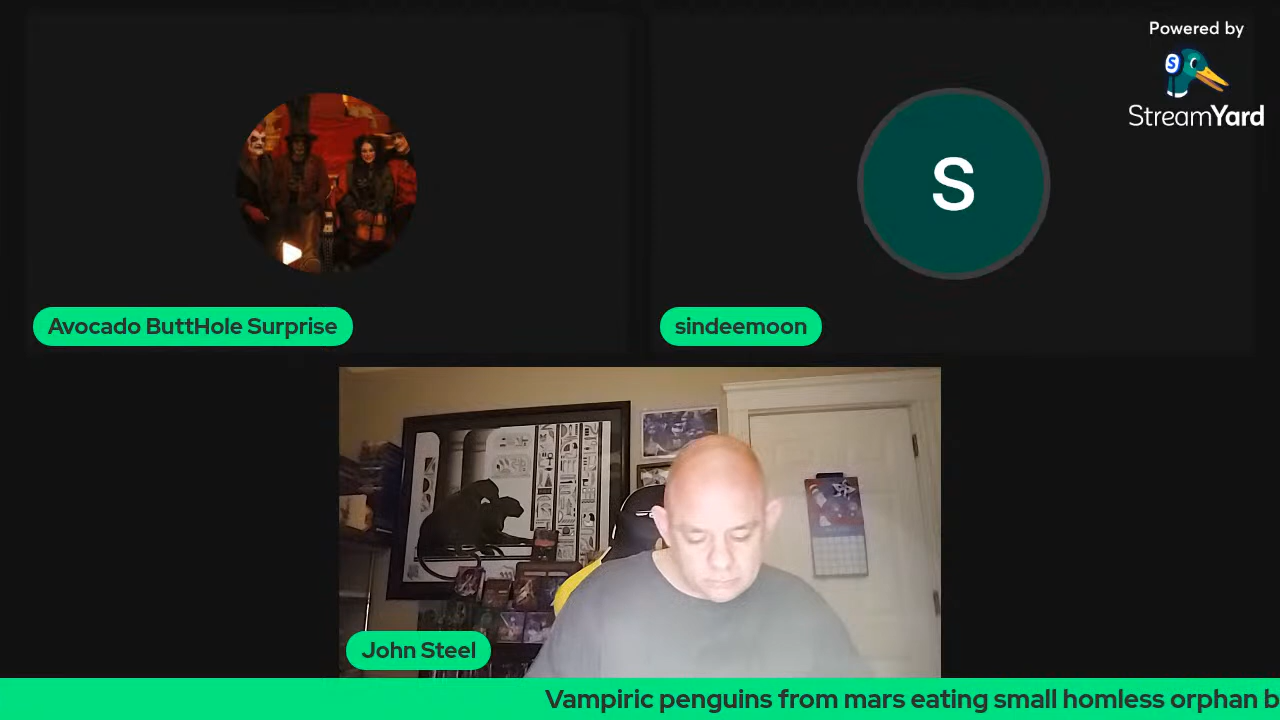 Powered by
StreamYard
S
Avocado ButtHole Surprise
sindeemoon
John Steel
Vampiric penguins from mars eating small homless orphan b